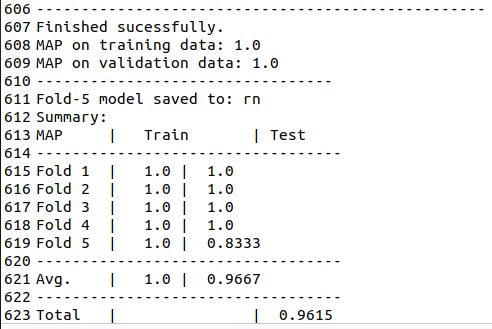 606 -----------------------------------------------------
607 Finished sucessfully.
608 MAP on training data: 1.0
609 MAP on validation data: 1.0
610 ---------------------------------
611 Fold-5 model saved to: rn
612 Summary:
613 MAP     |   Train       | Test
614 ----------------------------------
615 Fold 1  |   1.0 |  1.0
616 Fold 2  |   1.0 |  1.0
617 Fold 3  |   1.0 |  1.0
618 Fold 4  |   1.0 |  1.0
619 Fold 5  |   1.0 |  0.8333
620 ----------------------------------
621 Avg.    |   1.0 |  0.9667
622 ----------------------------------
623 Total   |               |  0.9615